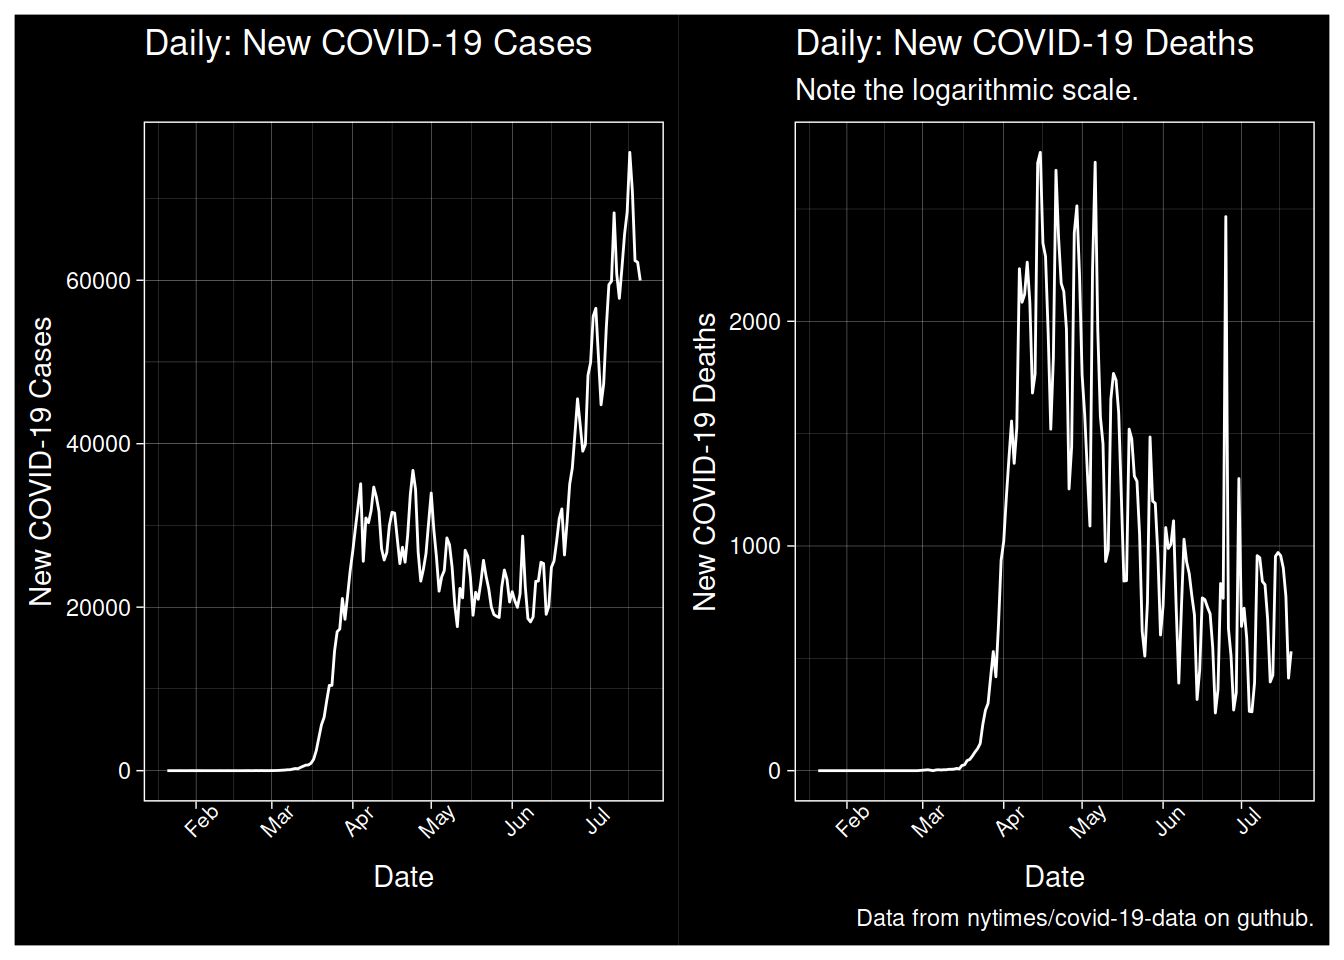 Daily: New COVID-19 Cases
New COVID-19 Cases
60000
40000
20000
0
Feb
Mar
Apr
May
Jun
Jul
Date
Daily: New COVID-19 Deaths
Note the logarithmic scale.
New COVID-19 Deaths
2000
1000
0
Feb
Mar
Apr
May
Jun
Jul
Date
Data from nytimes/covid-19-data on guthub.